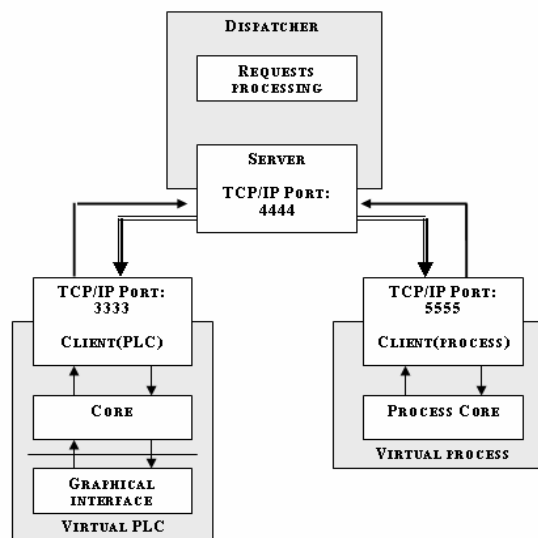 DISPATCHER
REQUESTS
PROCESSING
SERVER
TCP/IP PORT:
4444
TCP/IP PORT:
3333
CLIENT(PLC)
CORE
GRAPHICAL
INTERFACE
VIRTUAL PLC
TCP/IP PORT:
5555
CLIENT(PROCESS)
PROCESS CORE
VIRTUAL PROCESS